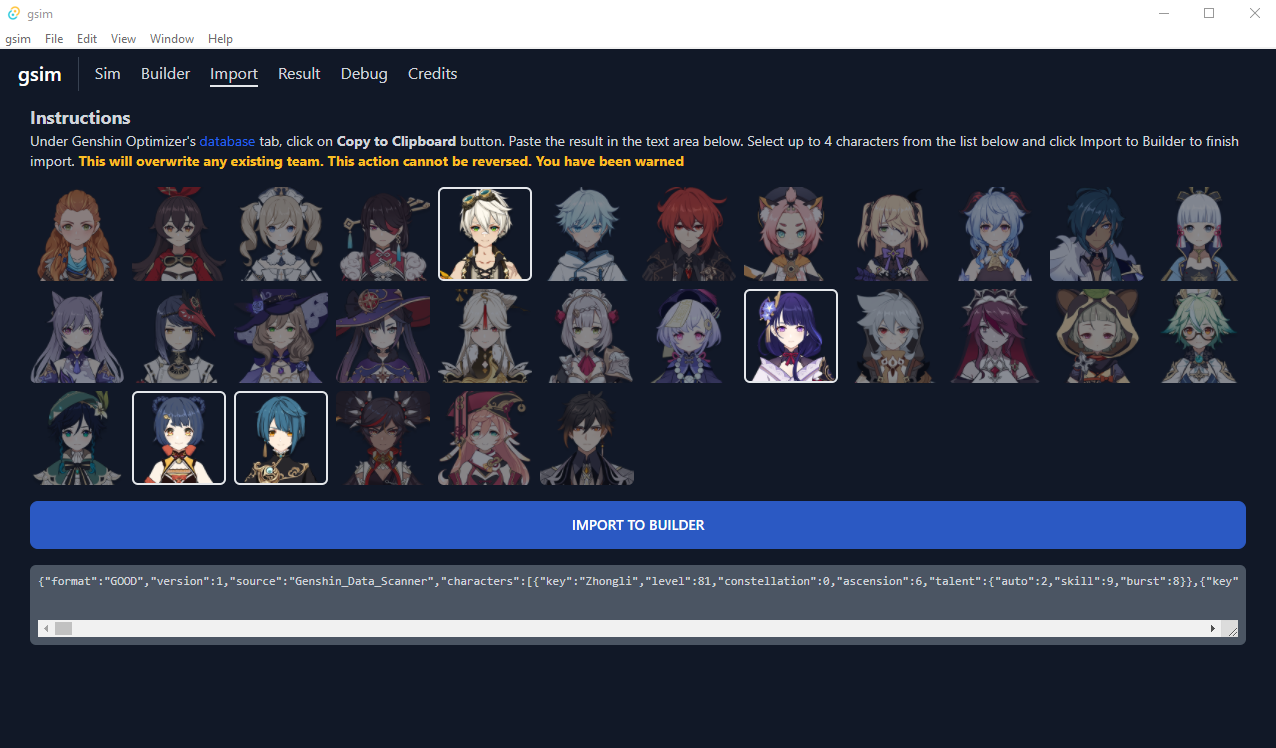 gsim
gsim File Edit View Window Help
gsim Sim Builder Import Result Debug Credits
Instructions
Under Genshin Optimizer's database tab, click on Copy to Clipboard button. Paste the result in the text area below. Select up to 4 characters from the list below and click Import to Builder to finish
import. This will overwrite any existing team. This action cannot be reversed. You have been warned
IMPORT TO BUILDER
{"format":"GOOD","version":1,"source":"Genshin_Data_Scanner","characters":[{"key":"Zhongli","level":81,"constellation":0,"ascension":6,"talent":{"auto":2,"skill":9,"burst":8}},{"key"